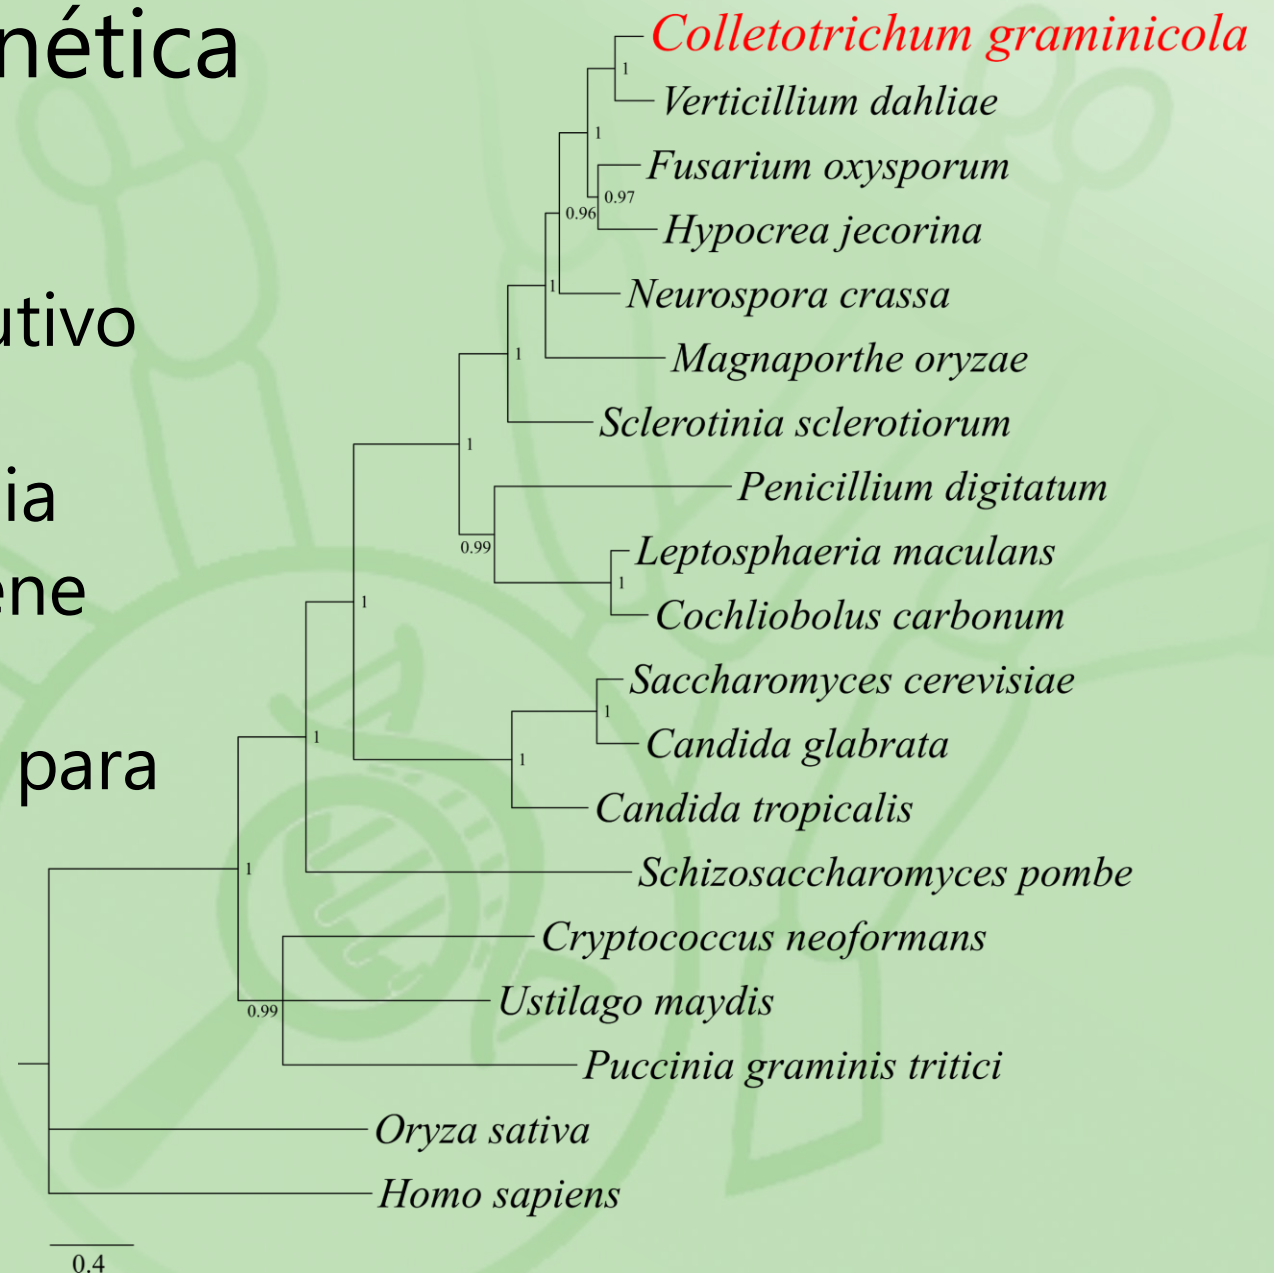 nética
utivo
ia
ene
para
Colletotrichum graminicola
1
Verticillium dahliae
1
Fusarium oxysporum
0.97
0.96
Hypocrea jecorina
1
Neurospora crassa
1
Magnaporthe oryzae
Sclerotinia sclerotiorum
1
Penicillium digitatum
0.99
Leptosphaeria maculans
1
Cochliobolus carbonum
1
Saccharomyces cerevisiae
1
Candida glabrata
1
1
Candida tropicalis
Schizosaccharomyces pombe
1
Cryptococcus neoformans
Ustilago maydis
0.99
Puccinia graminis tritici
Oryza sativa
Homo sapiens
0.4